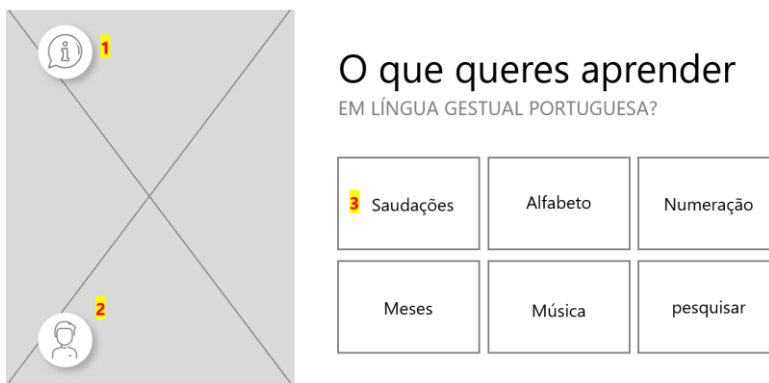 1
2
O que queres aprender
EM LÍNGUA GESTUAL PORTUGUESA?
3 Saudações
Alfabeto
Numeração
Meses
Música
pesquisar